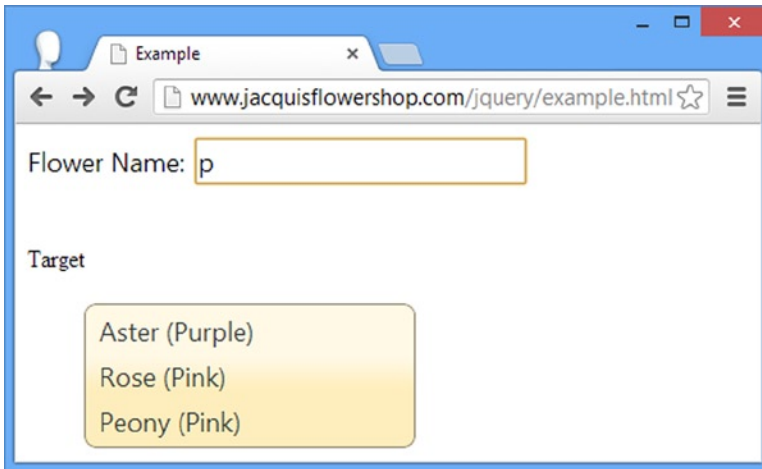 Example
www.jacquisflowershop.com/jquery/example.html
Flower Name: p
Target
Aster (Purple)
Rose (Pink)
Peony (Pink)